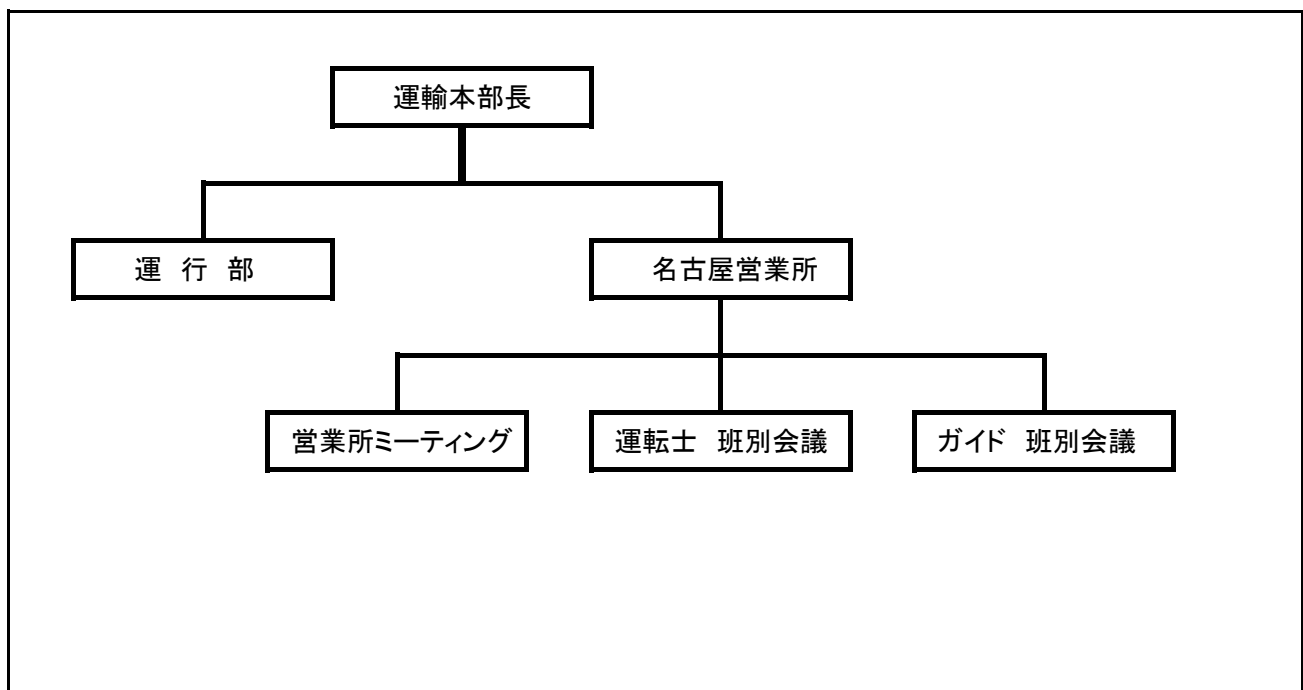 運輸本部長
運 行 部
名古屋営業所
営業所ミーティング
運転士 班別会議
ガイド 班別会議